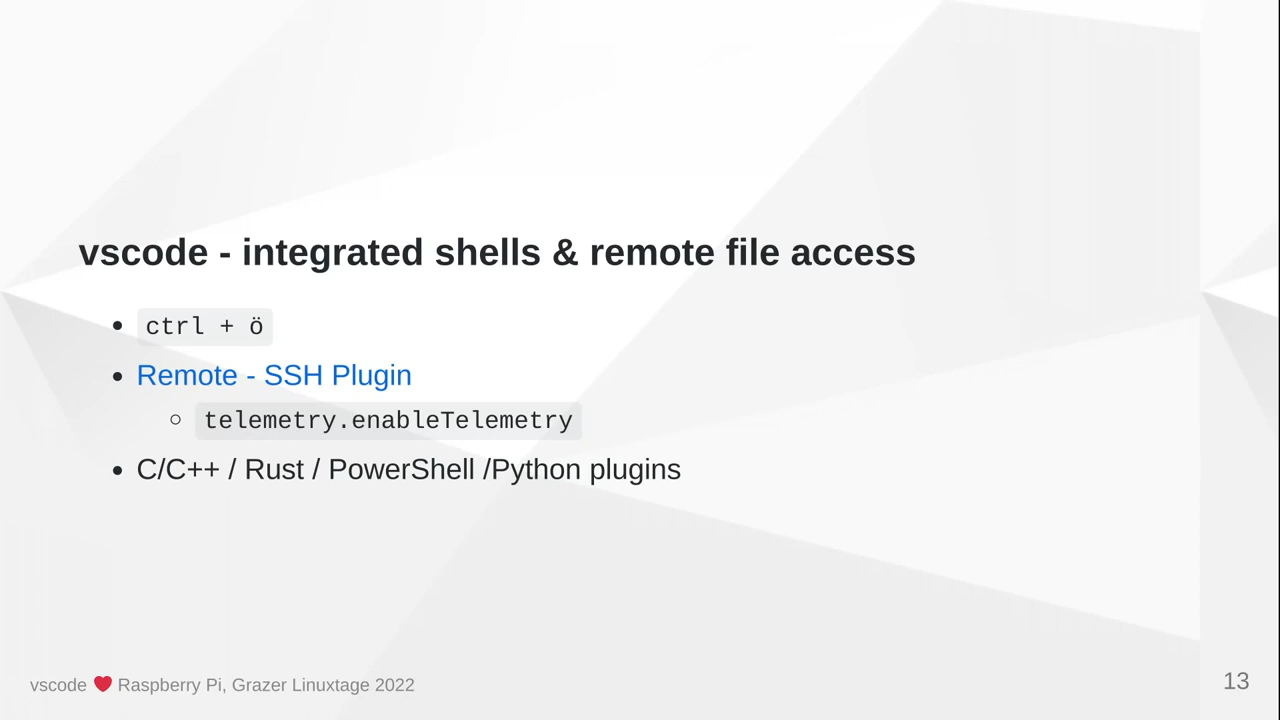 vscode - integrated shells & remote file access
ctrl + ö
Remote - SSH Plugin
telemetry.enableTelemetry
C/C++ / Rust / PowerShell /Python plugins
vscode ❤️ Raspberry Pi, Grazer Linuxtage 2022
13